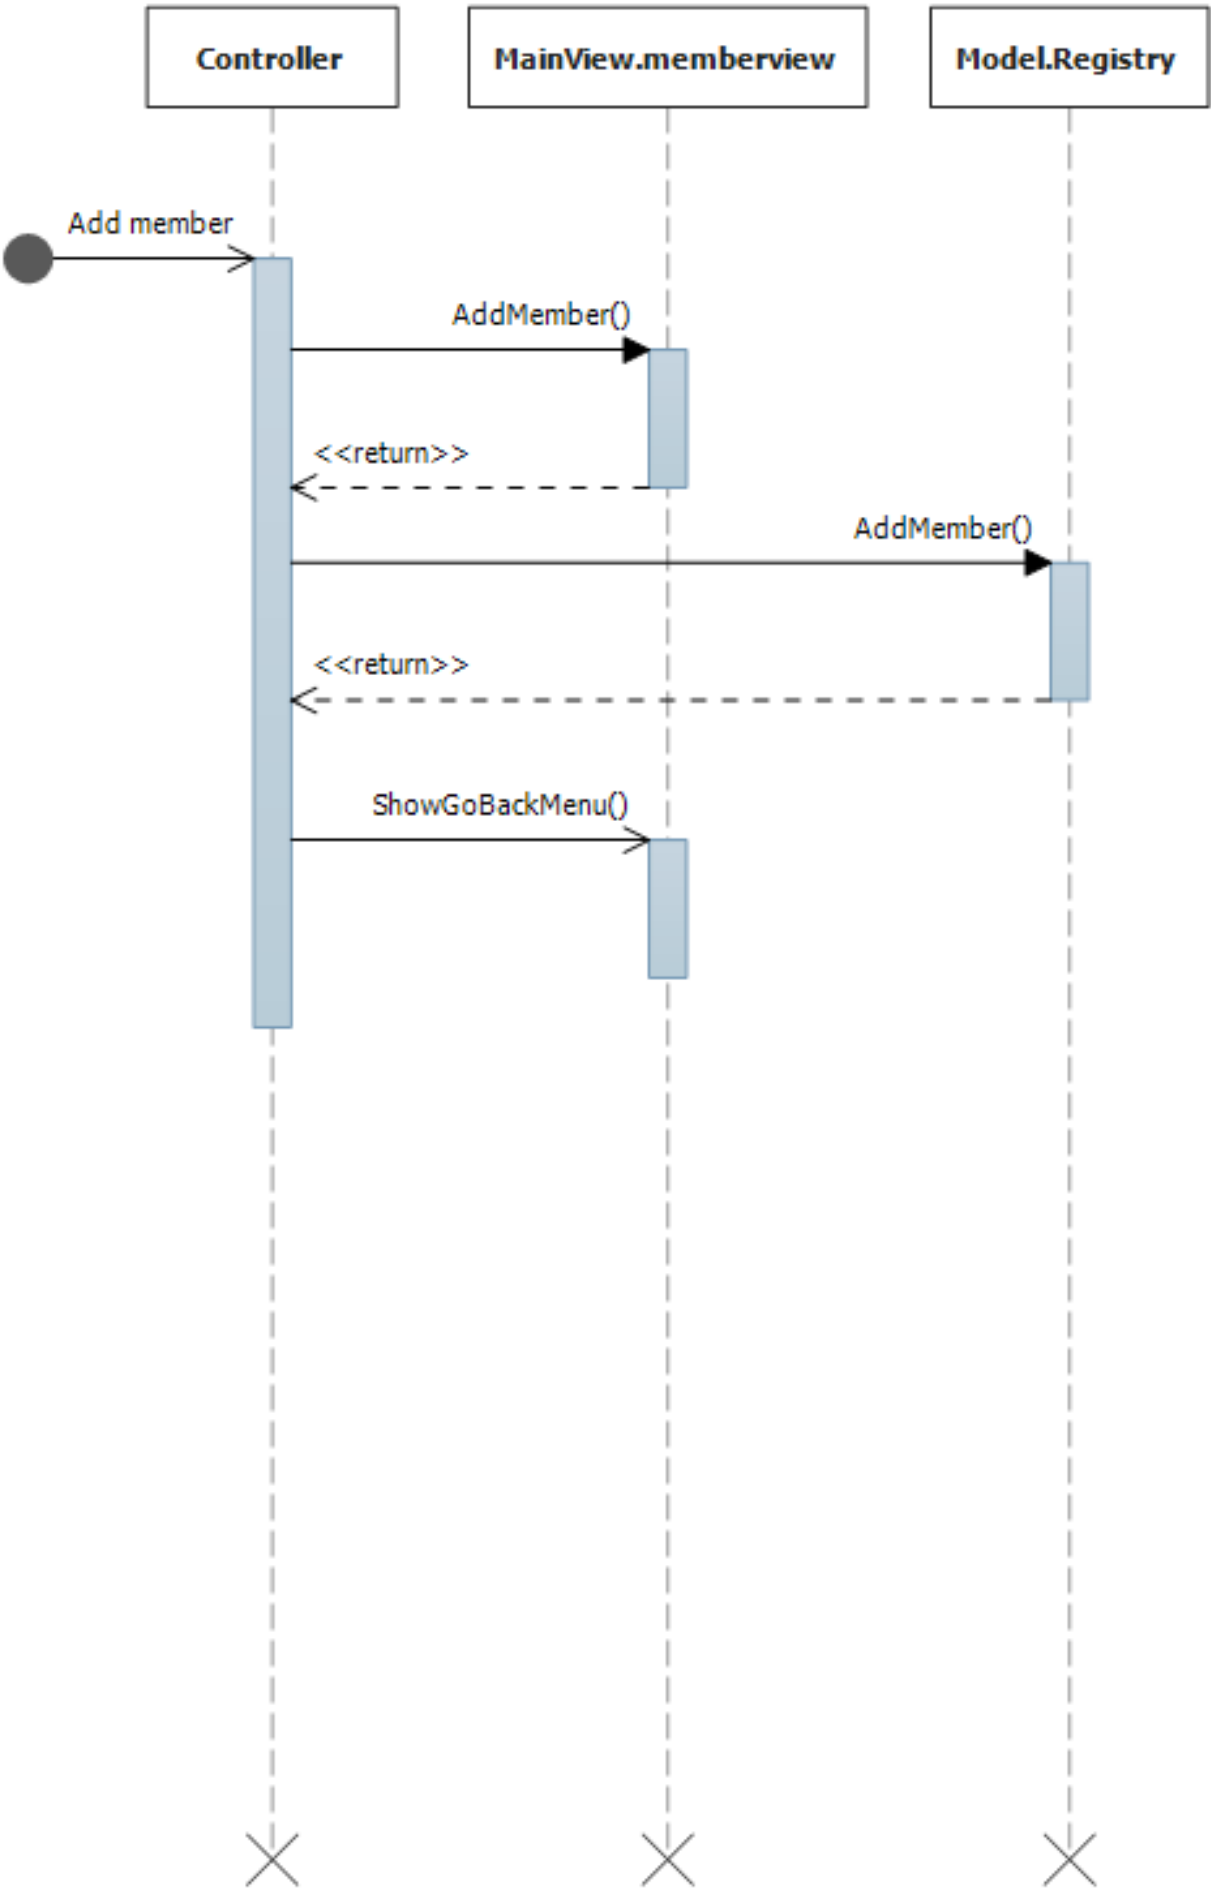 Controller
MainView.memberview
Model.Registry
Add member
AddMember()
<<return>>
AddMember()
<<return>>
ShowGoBackMenu()